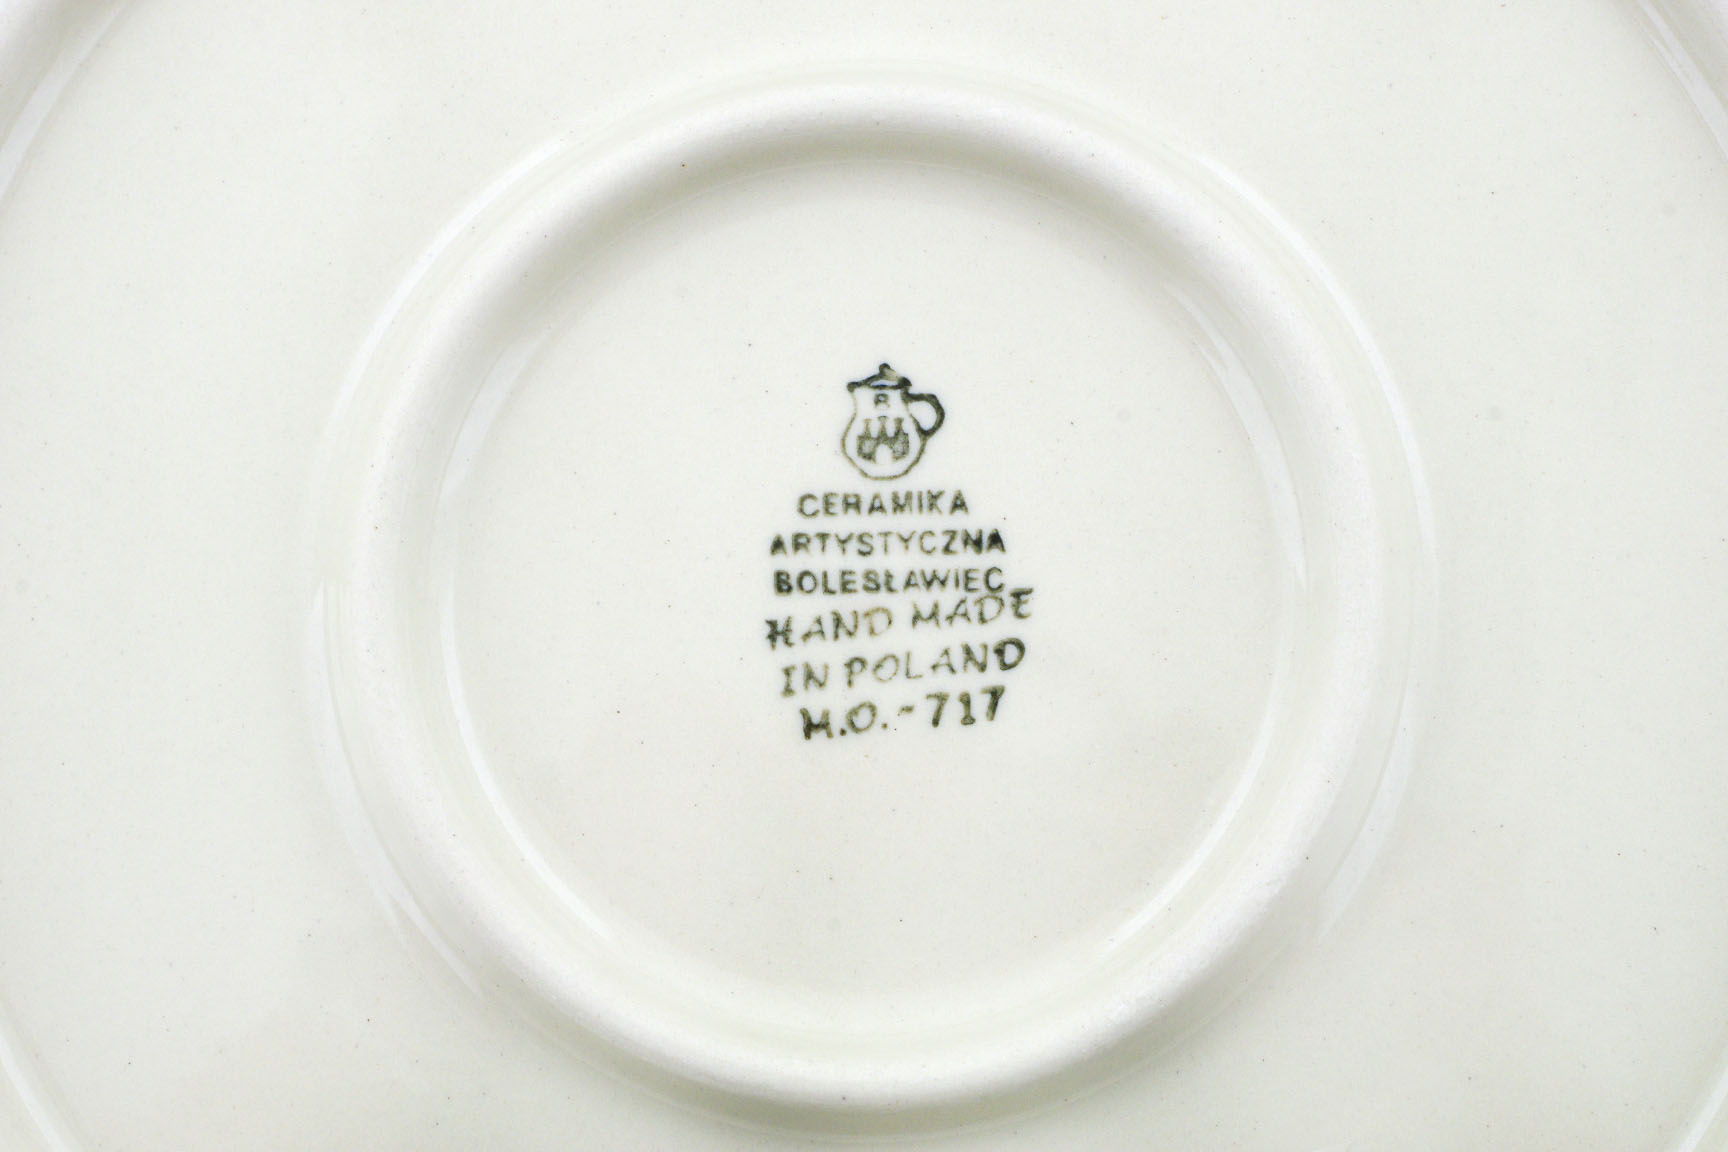 R
CERAMIKA
ARTYSTYCZNA
BOLESŁAWIEC
HAND MADE
IN POLAND
M.O.-717